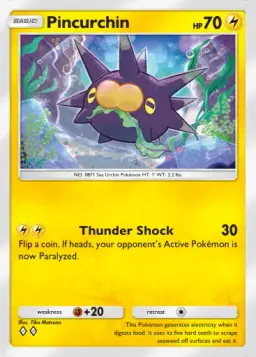 BASIC Pincurchin HP 70
NO. 0871 Sea Urchin Pokémon HT: 1' WT: 2.2 lbs.
Thunder Shock 30
Flip a coin. If heads, your opponent's Active Pokémon is
now Paralyzed.
weakness +20 retreat
Illus. Tika Matsuno
This Pokémon generates electricity when it
digests food. It uses its five hard teeth to scrape
seaweed off surfaces and eat it.